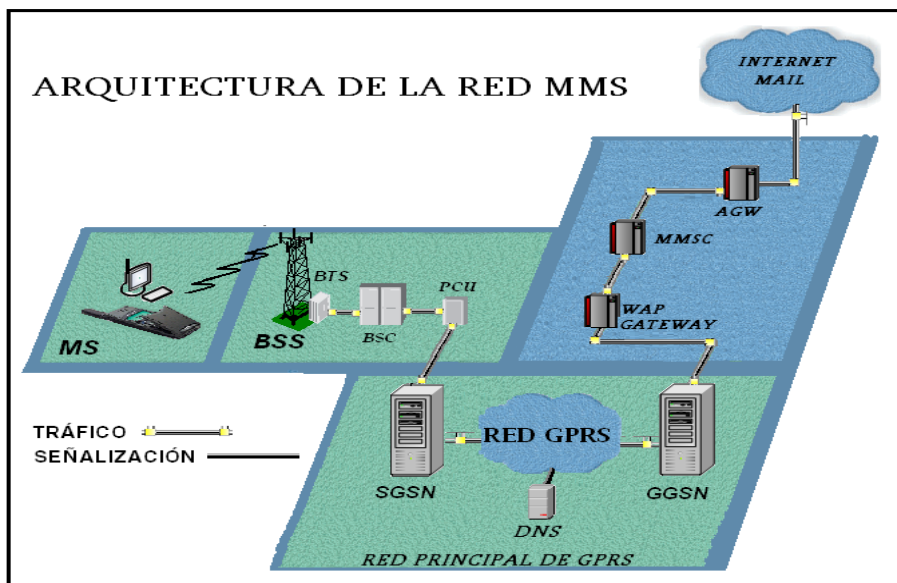 ARQUITECTURA DE LA RED MMS
INTERNET
MAIL
AGW
MMSC
WAP
GATEWAY
BTS
PCU
BSC
MS
BSS
TRÁFICO
SEÑALIZACIÓN
RED GPRS
SGSN
GGSN
DNS
RED PRINCIPAL DE GPRS